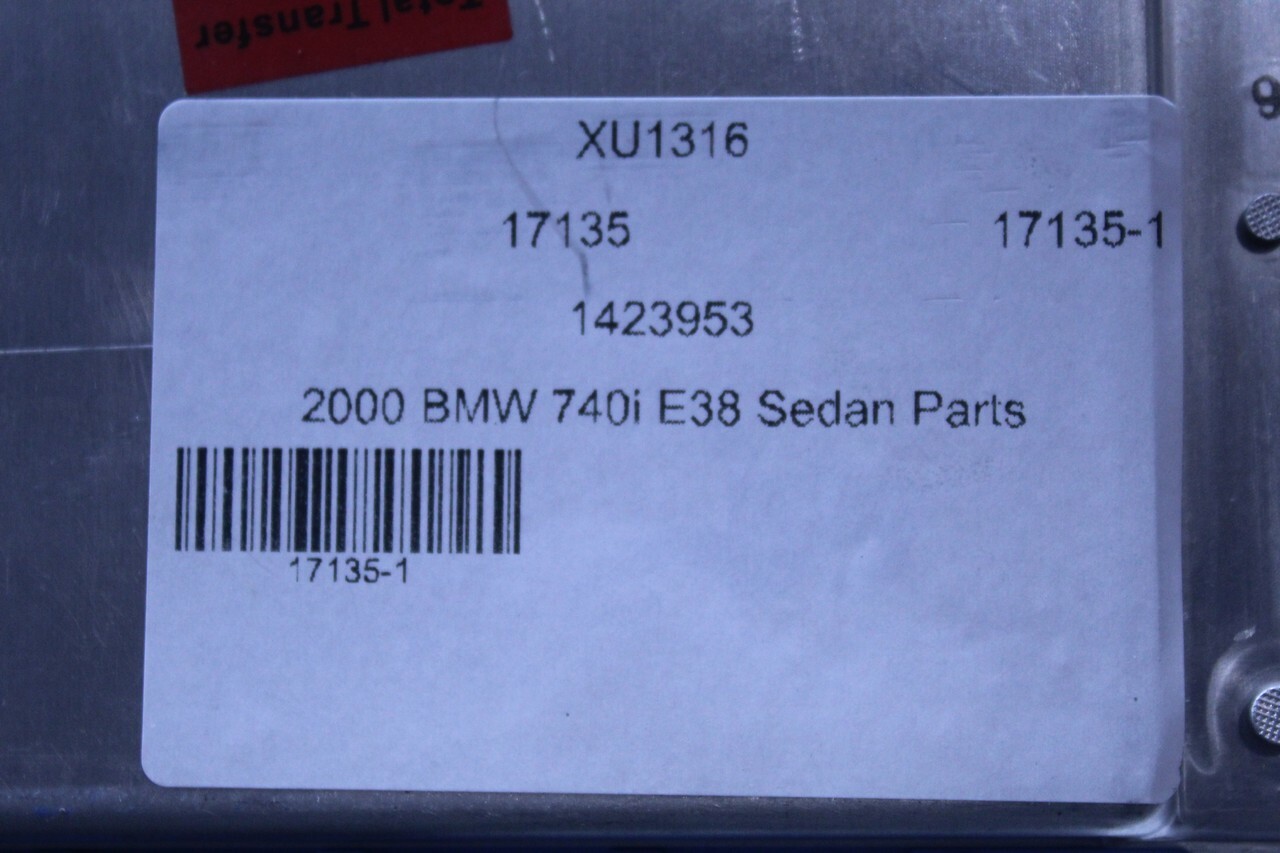 Total Transfer
XU1316
17135 17135-1
1423953
2000 BMW 740i E38 Sedan Parts
17135-1